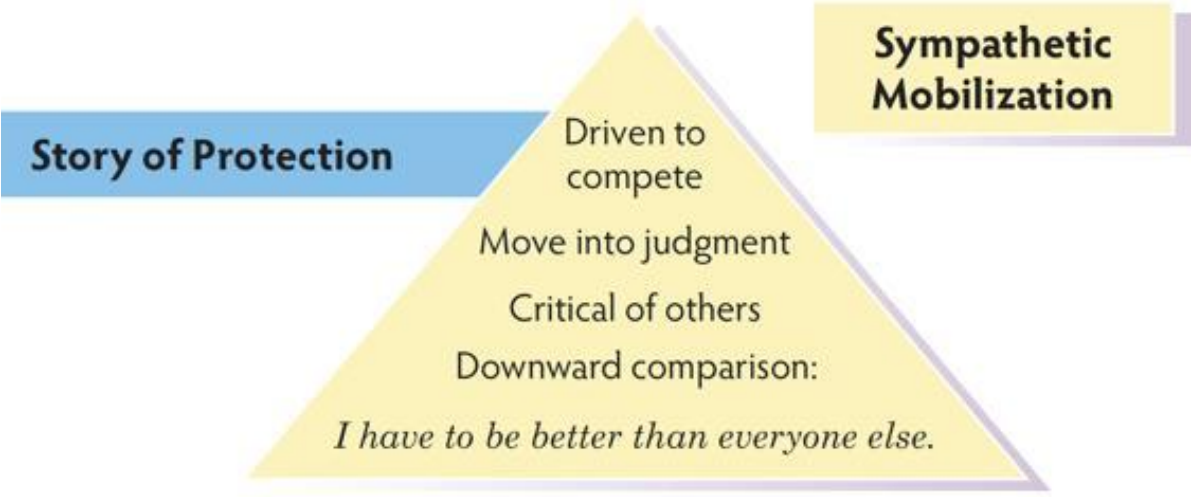 Sympathetic
Mobilization
Story of Protection
Driven to
compete
Move into judgment
Critical of others
Downward comparison:
I have to be better than everyone else.